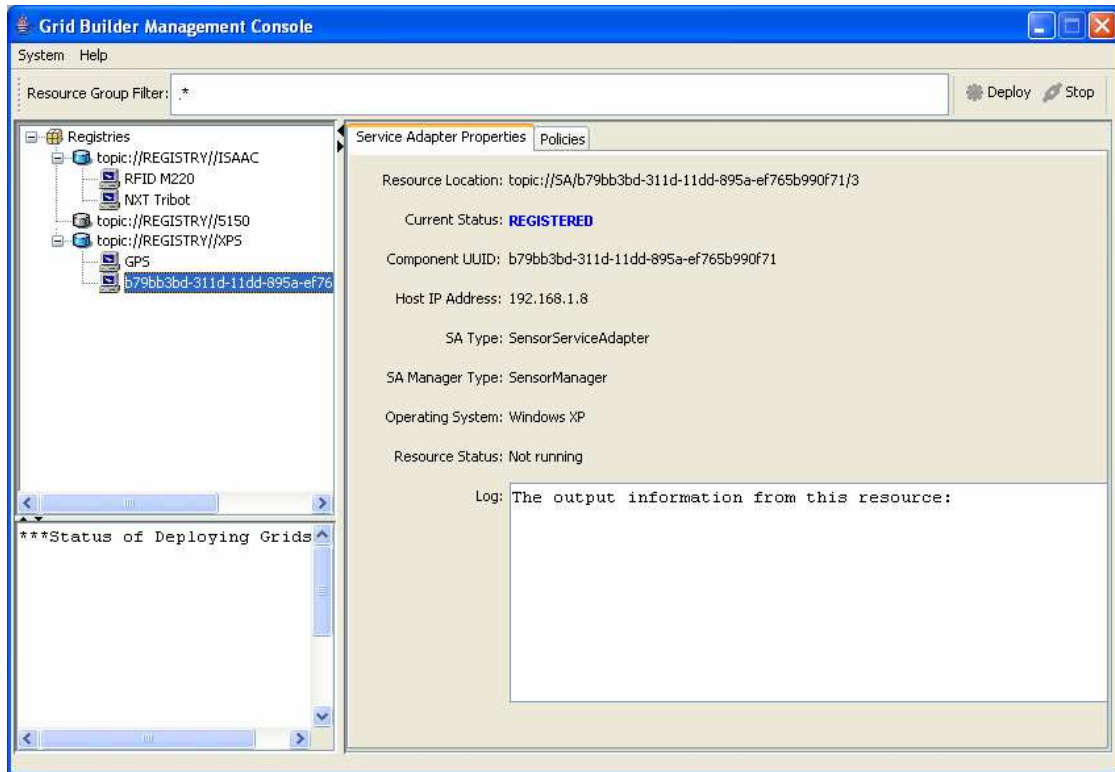 Grid Builder Management Console
System Help
Resource Group Filter: .* Deploy Stop
Registries
topic://REGISTRY//ISAAC
RFID M220
NXT Tribot
topic://REGISTRY//5150
topic://REGISTRY//XPS
GPS
b79bb3bd-311d-11dd-895a-ef76
***Status of Deploying Grids
Service Adapter Properties Policies
Resource Location: topic://SA/b79bb3bd-311d-11dd-895a-ef765b990f71/3
Current Status: REGISTERED
Component UUID: b79bb3bd-311d-11dd-895a-ef765b990f71
Host IP Address: 192.168.1.8
SA Type: SensorServiceAdapter
SA Manager Type: SensorManager
Operating System: Windows XP
Resource Status: Not running
Log: The output information from this resource: